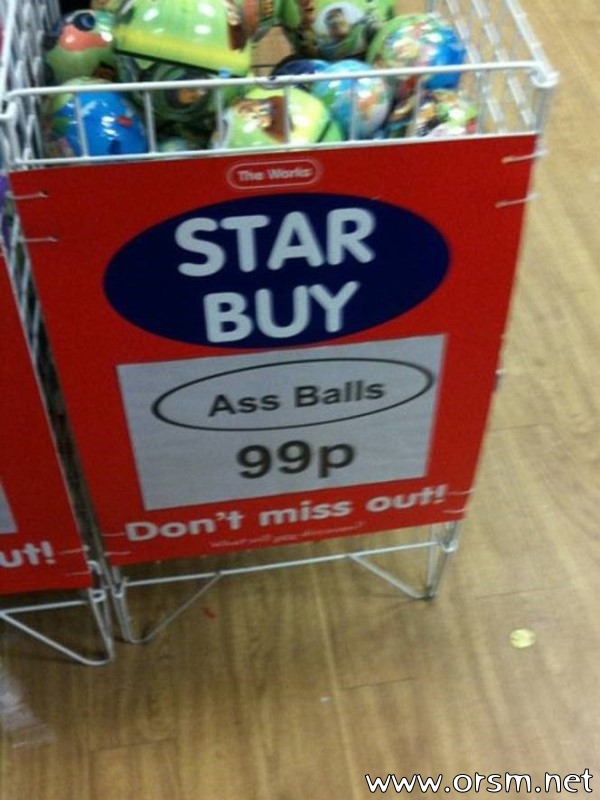 The Works
STAR
BUY
Ass Balls
99p
Don't miss out!
ut!
www.orsm.net